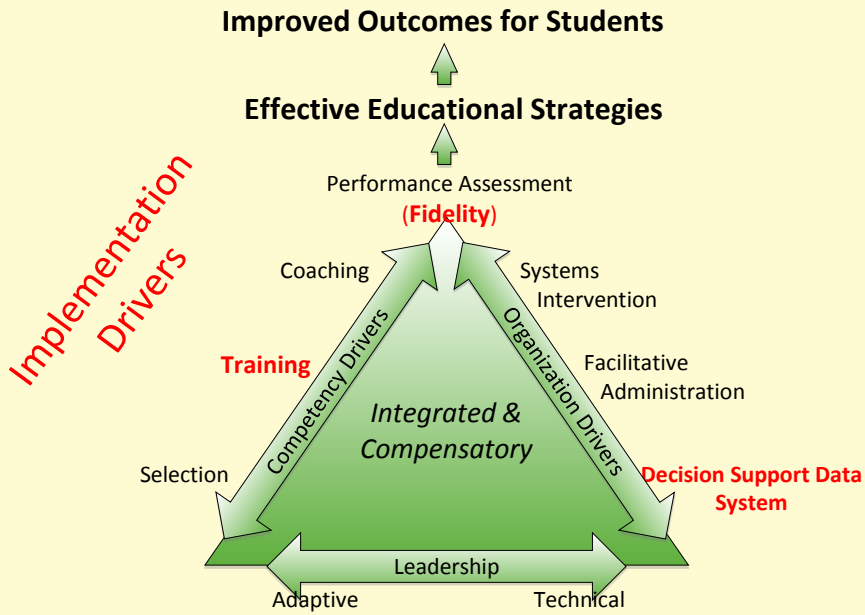 Improved Outcomes for Students
Effective Educational Strategies
Performance Assessment
(Fidelity)
Implementation
Drivers
Coaching
Systems
Intervention
Training
Competency Drivers
Organization Drivers
Facilitative
Administration
Integrated &
Compensatory
Selection
Decision Support Data
System
Leadership
Adaptive
Technical